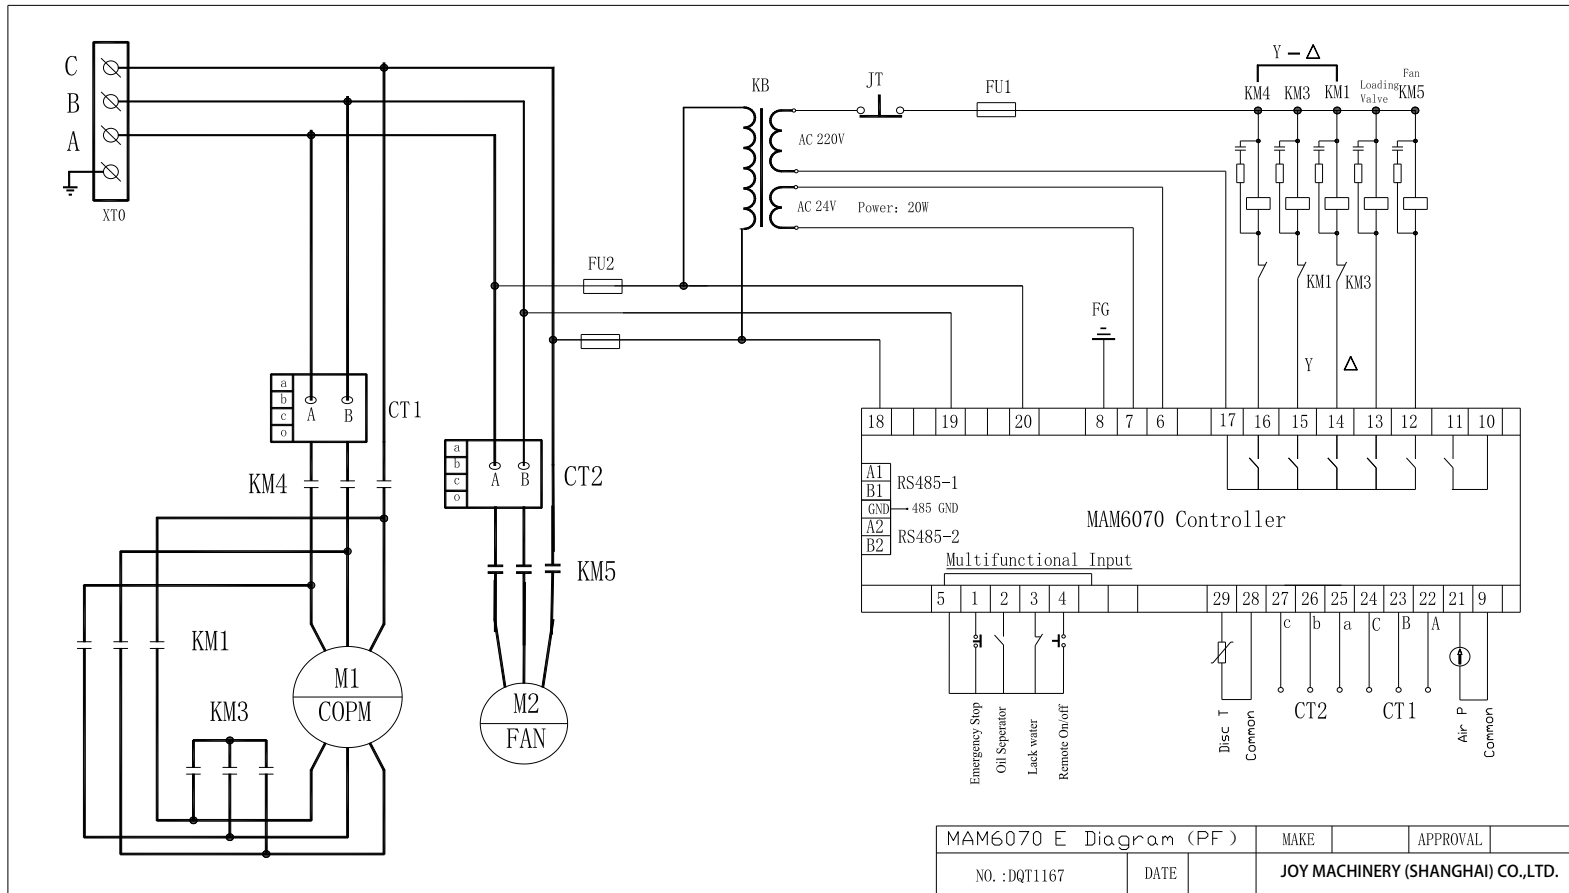 C
B
A
XT0
KB
JT
FU1
AC 220V
AC 24V
Power: 20W
Y - Δ
KM4
KM3
KM1
Loading
Valve
Fan
KM5
KM1
KM3
Y
Δ
FU2
FG
a
b
c
o
A
B
CT1
KM4
a
b
c
o
A
B
CT2
KM5
KM1
KM3
M1
COPM
M2
FAN
18
19
20
8
7
6
17
16
15
14
13
12
11
10
A1
B1
GND
A2
B2
RS485-1
485 GND
RS485-2
MAM6070 Controller
Multifunctional Input
5
1
2
3
4
29
28
27
26
25
24
23
22
21
9
c
b
a
C
B
A
CT2
CT1
Emergency Stop
Oil Seperator
Lack water
Remote On/off
Disc T
Common
Air P
Common
MAM6070 E Diagram (PF)
MAKE
APPROVAL
NO.:DQT1167
DATE
JOY MACHINERY (SHANGHAI) CO.,LTD.